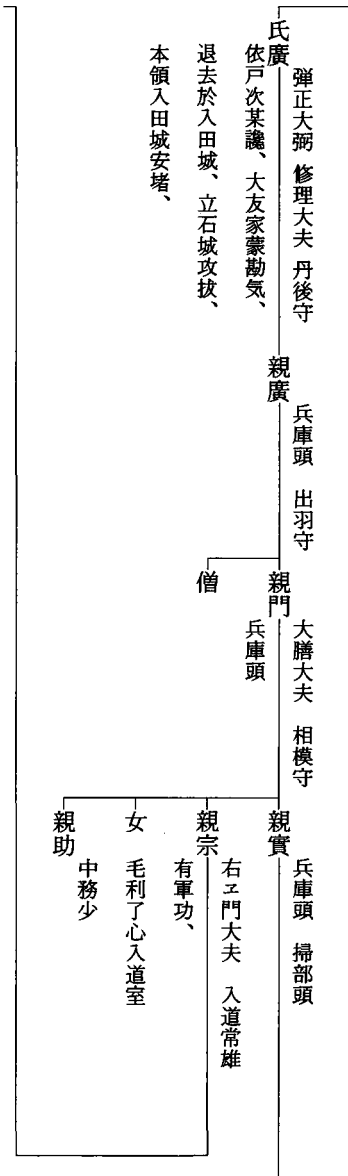 氏廣
弾正大弼 修理大夫 丹後守
依戸次某讒、大友家蒙勘気、
退去於入田城、立石城攻抜、
本領入田城安堵、
親廣
兵庫頭 出羽守
親門
大膳大夫 相模守
兵庫頭
僧
親實
兵庫頭 掃部頭
親宗
右ヱ門大夫 入道常雄
有軍功、
女 毛利了心入道室
親助
中務少